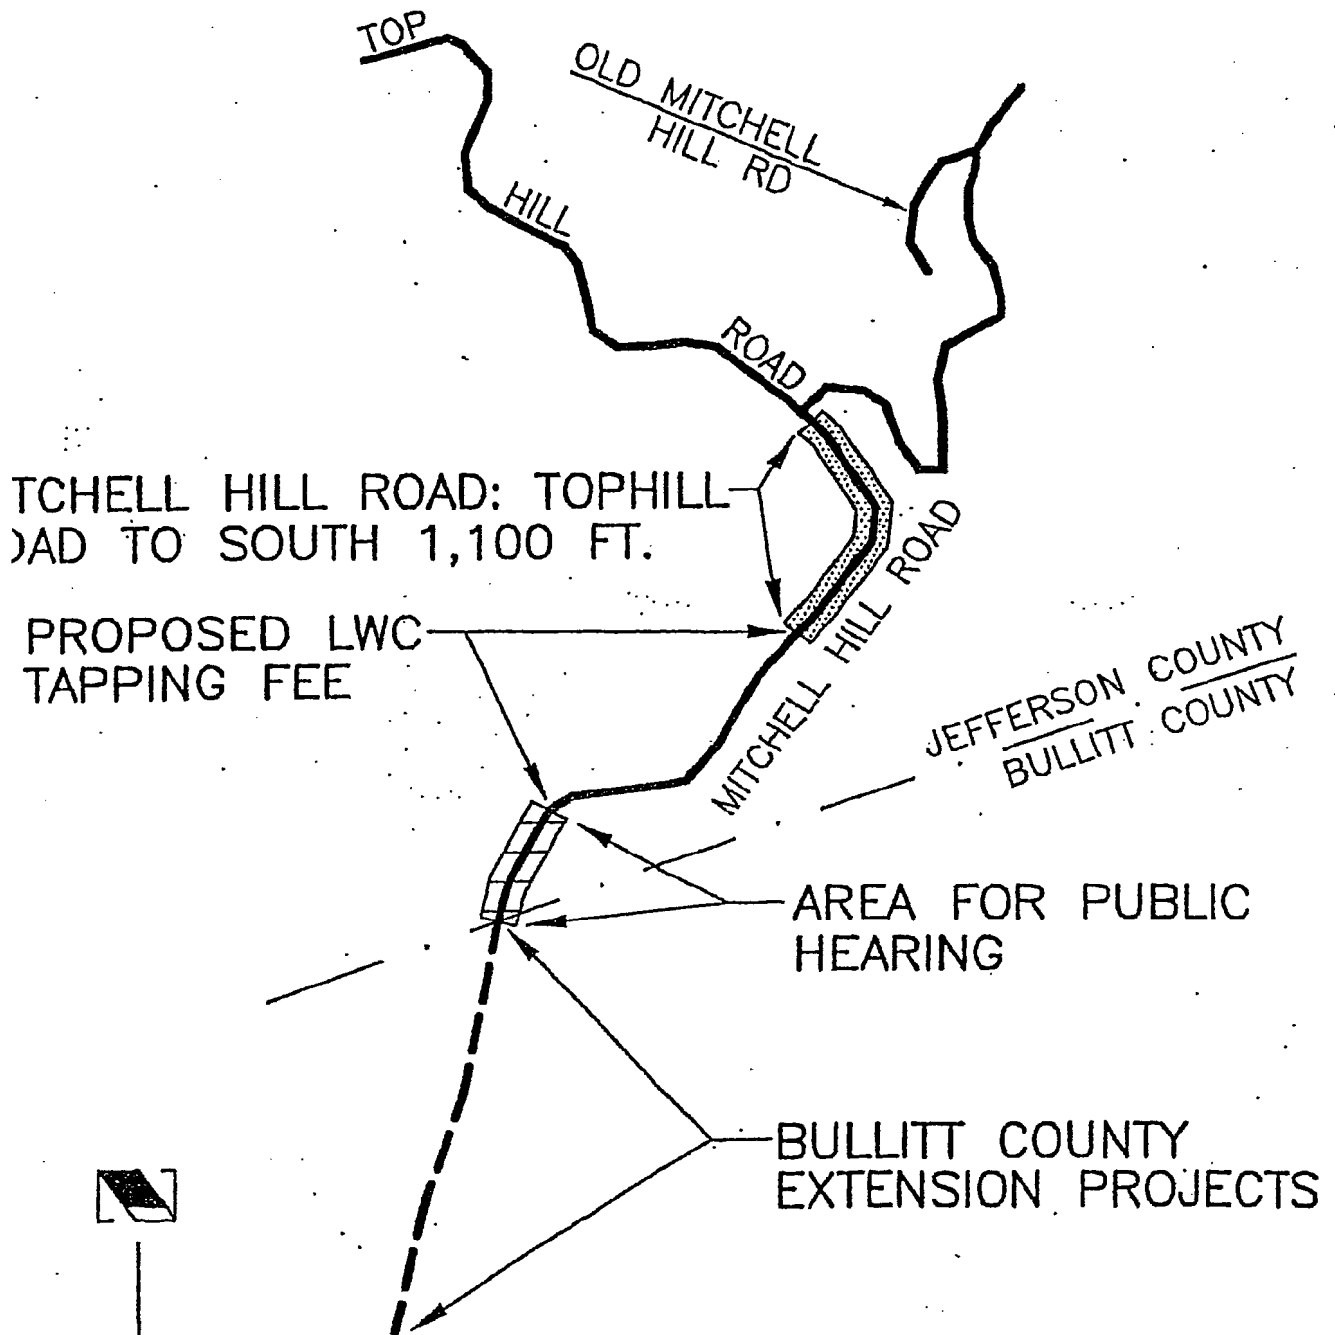 TOP
OLD MITCHELL
HILL RD
HILL
ROAD
TCHELL HILL ROAD: TOPHILL
OAD TO SOUTH 1,100 FT.
MITCHELL HILL ROAD
PROPOSED LWC
TAPPING FEE
JEFFERSON COUNTY
BULLITT COUNTY
AREA FOR PUBLIC
HEARING
BULLITT COUNTY
EXTENSION PROJECTS
N